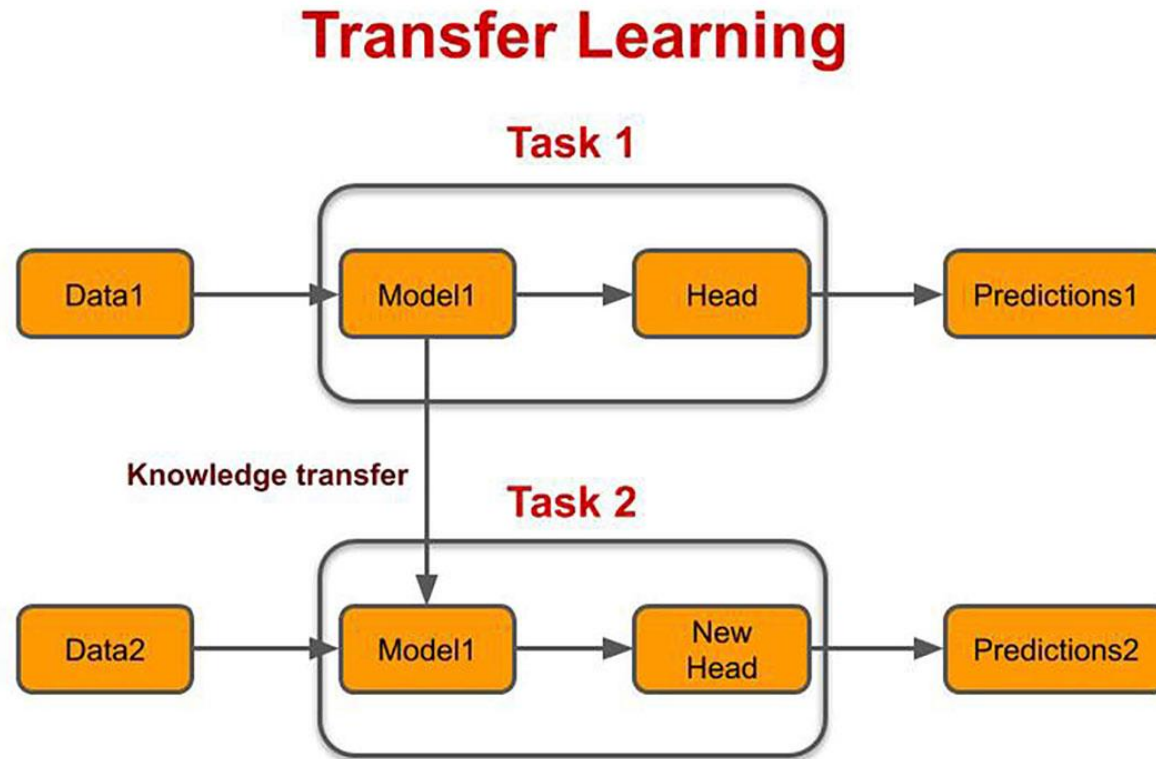 Transfer Learning
Task 1
Data1
Model1
Head
Predictions1
Knowledge transfer
Task 2
Data2
Model1
New
Head
Predictions2